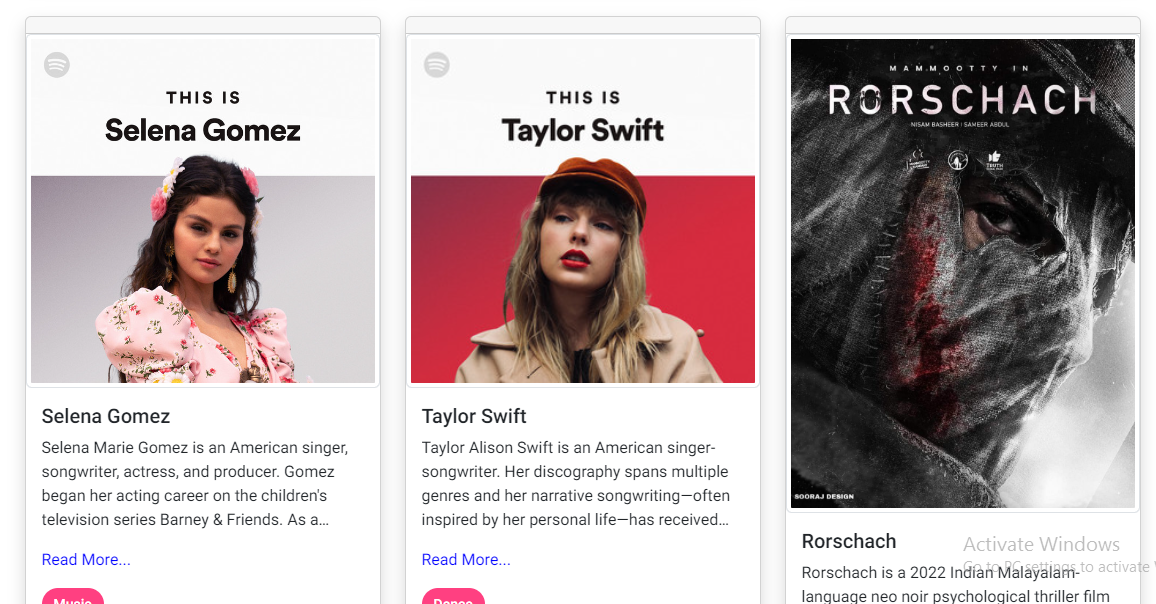 THIS IS
Selena Gomez
Selena Gomez
Selena Marie Gomez is an American singer,
songwriter, actress, and producer. Gomez
began her acting career on the children's
television series Barney & Friends. As a...
Read More...
Music
THIS IS
Taylor Swift
Taylor Swift
Taylor Alison Swift is an American singer-
songwriter. Her discography spans multiple
genres and her narrative songwriting—often
inspired by her personal life—has received...
Read More...
Dance
MAMMOOTTY IN
RORSCHACH
NISAM BASHEER | SAMEER ABDUL
TRUTH
SOORAJ DESIGN
Rorschach
Rorschach is a 2022 Indian Malayalam-
language neo noir psychological thriller film
Activate Windows
Go to PC settings to activate